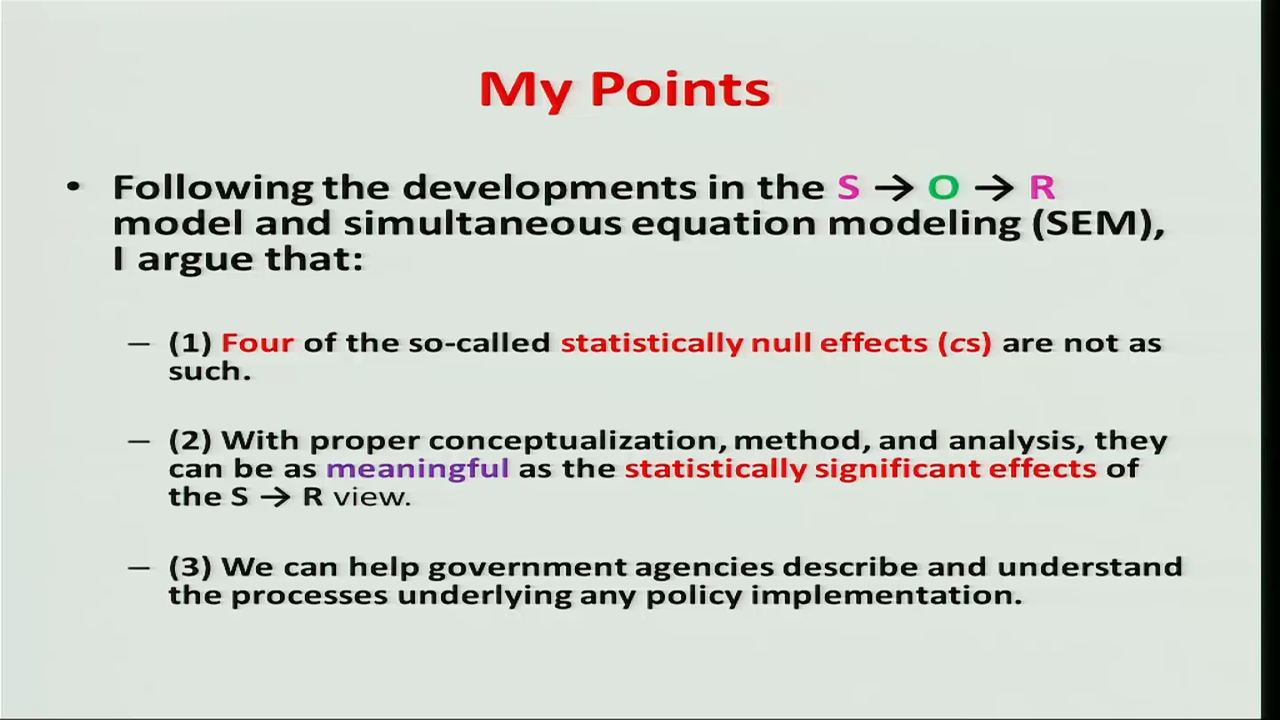 My Points
• Following the developments in the S → O → R
model and simultaneous equation modeling (SEM),
I argue that:
– (1) Four of the so-called statistically null effects (cs) are not as
such.
– (2) With proper conceptualization, method, and analysis, they
can be as meaningful as the statistically significant effects of
the S → R view.
– (3) We can help government agencies describe and understand
the processes underlying any policy implementation.